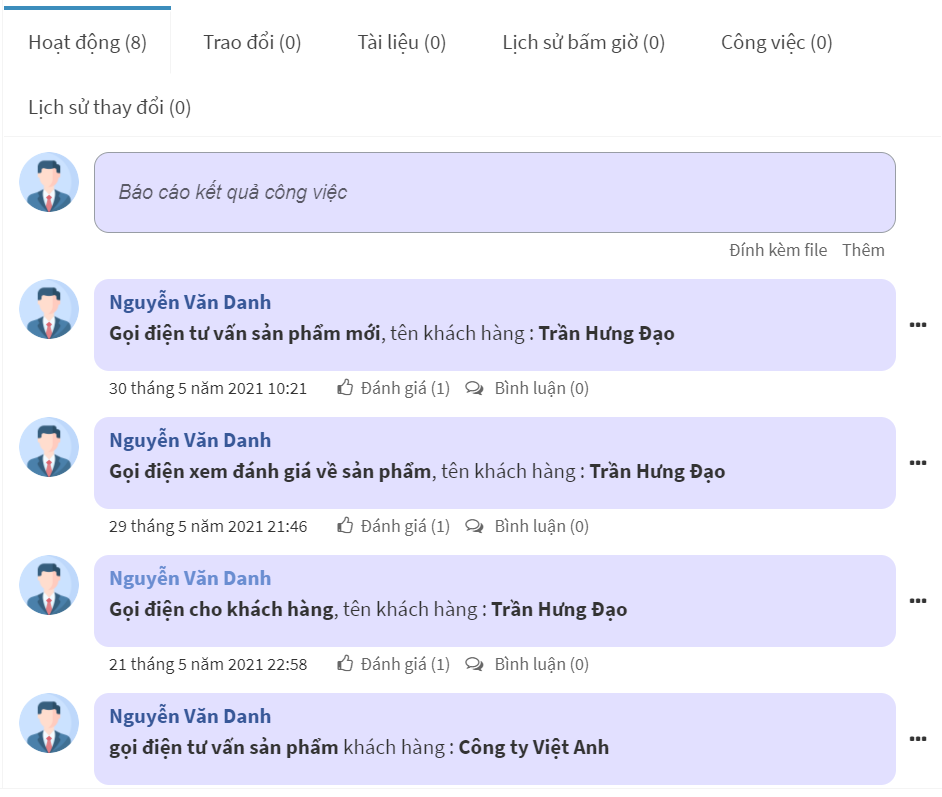 Hoạt động (8) Trao đổi (0) Tài liệu (0) Lịch sử bấm giờ (0) Công việc (0)
Lịch sử thay đổi (0)
Báo cáo kết quả công việc
Đính kèm file Thêm
Nguyễn Văn Danh
Gọi điện tư vấn sản phẩm mới, tên khách hàng : Trần Hưng Đạo
30 tháng 5 năm 2021 10:21 Đánh giá (1) Bình luận (0)
Nguyễn Văn Danh
Gọi điện xem đánh giá về sản phẩm, tên khách hàng : Trần Hưng Đạo
29 tháng 5 năm 2021 21:46 Đánh giá (1) Bình luận (0)
Nguyễn Văn Danh
Gọi điện cho khách hàng, tên khách hàng : Trần Hưng Đạo
21 tháng 5 năm 2021 22:58 Đánh giá (1) Bình luận (0)
Nguyễn Văn Danh
gọi điện tư vấn sản phẩm khách hàng : Công ty Việt Anh